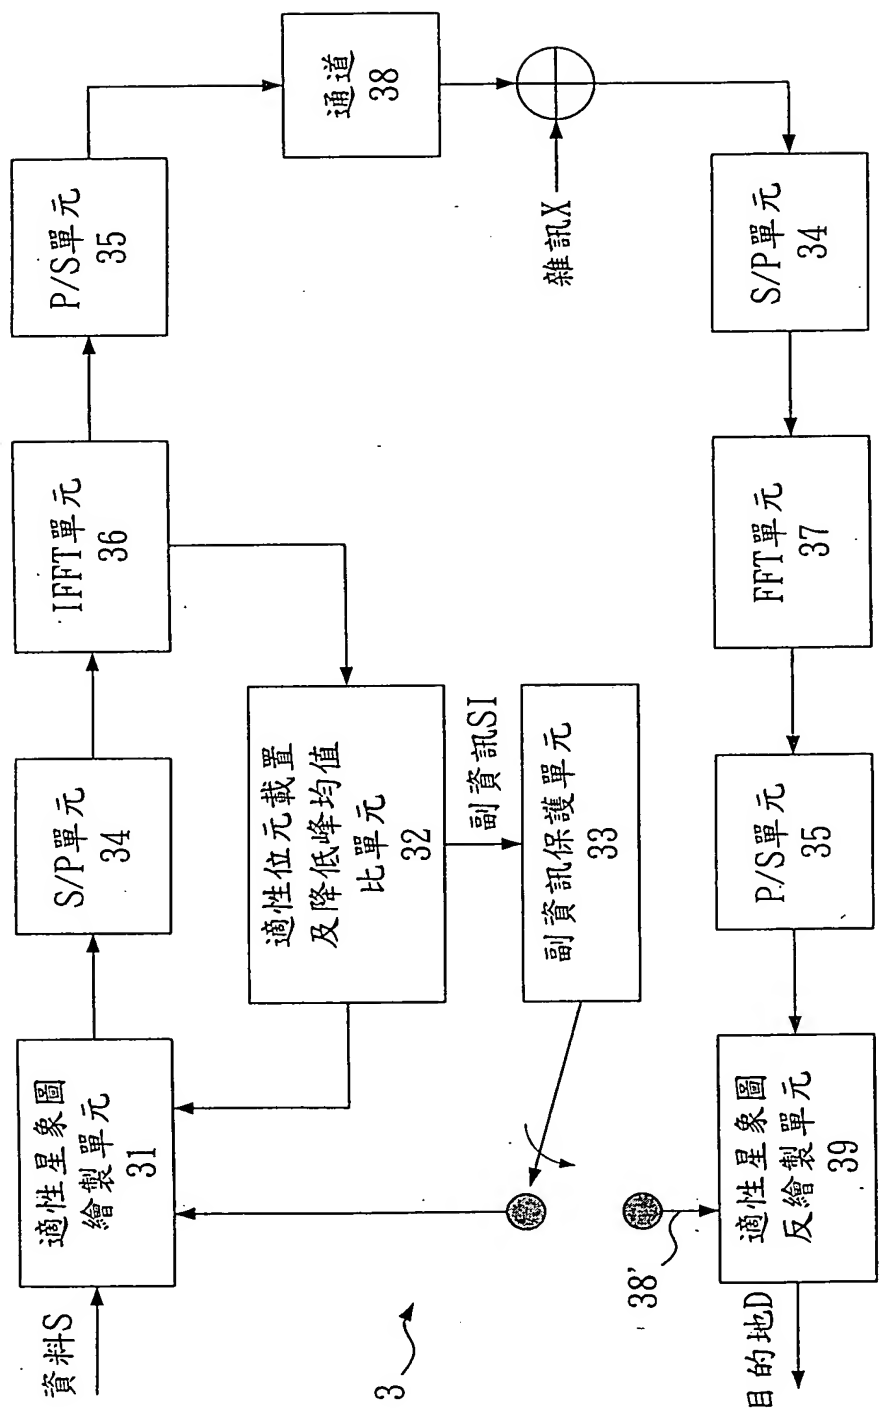 資料S
適性星象圖
繪製單元
31
S/P單元
34
IFFT單元
36
P/S單元
35
通道
38
雜訊X
適性位元載置
及降低峰均值
比單元
32
副資訊SI
副資訊保護單元
33
S/P單元
34
FFT單元
37
P/S單元
35
適性星象圖
反繪製單元
39
38'
目的地D
3